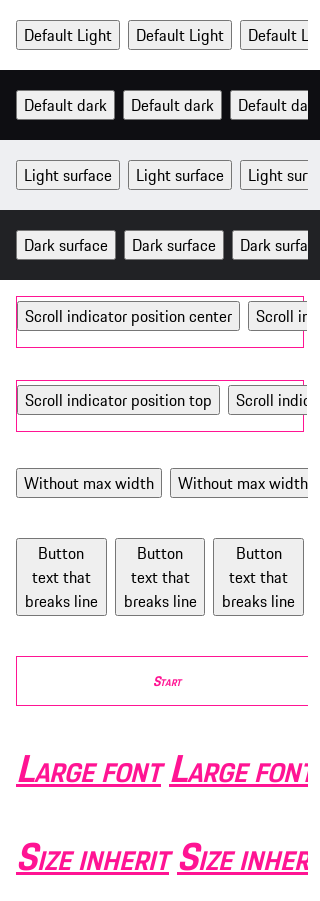 Default Light Default Light Default L
Default dark Default dark Default da
Light surface Light surface Light sur
Dark surface Dark surface Dark surfa
Scroll indicator position center Scroll in
Scroll indicator position top Scroll indic
Without max width Without max width
Button Button Button
text that text that text that
breaks line breaks line breaks line
Start
Large font Large font
Size inherit Size inher